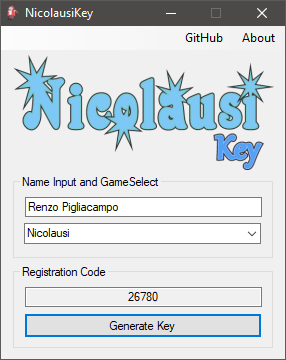 NicolausiKey
GitHub About
Nicolausi
Key
Name Input and GameSelect
Renzo Pigliacampo
Nicolausi
Registration Code
26780
Generate Key